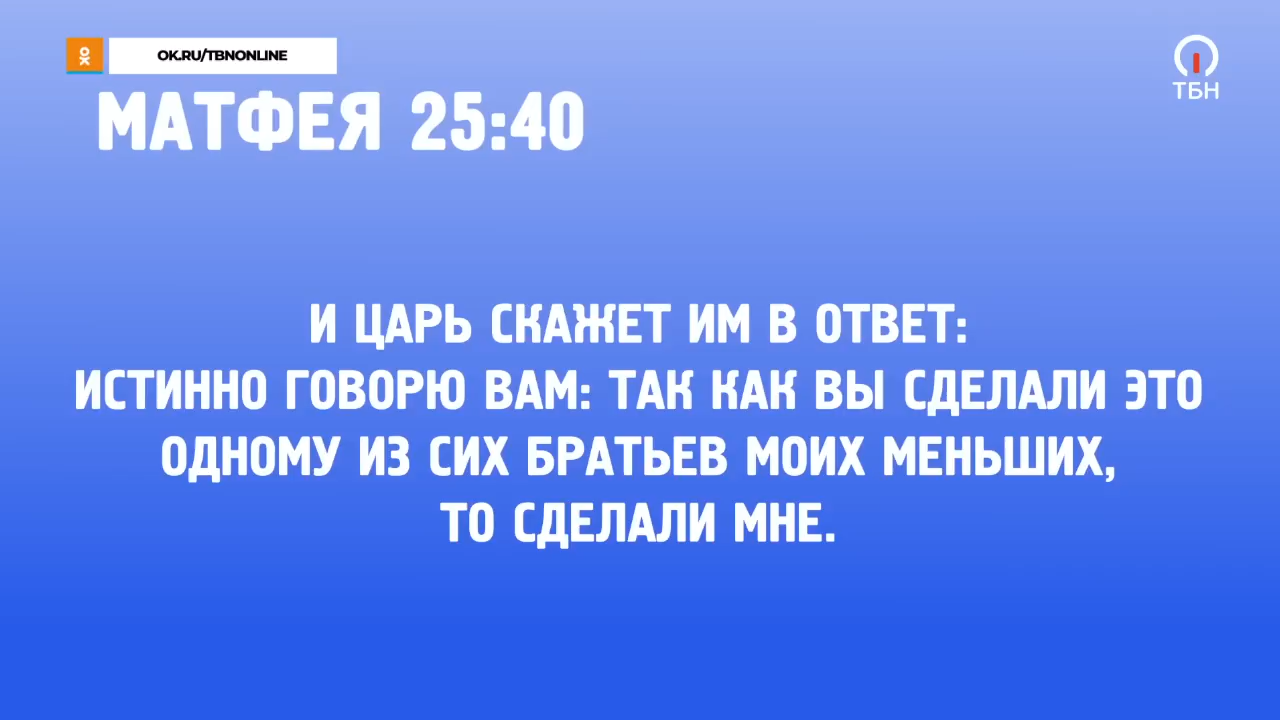 OK.RU/TBNONLINE
ТБН
МАТФЕЯ 25:40
И ЦАРЬ СКАЖЕТ ИМ В ОТВЕТ:
ИСТИННО ГОВОРЮ ВАМ: ТАК КАК ВЫ СДЕЛАЛИ ЭТО
ОДНОМУ ИЗ СИХ БРАТЬЕВ МОИХ МЕНЬШИХ,
ТО СДЕЛАЛИ МНЕ.